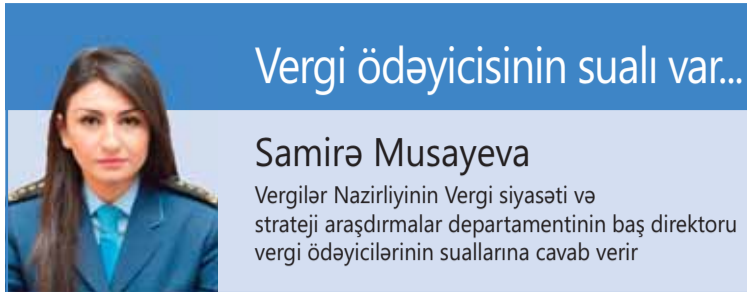 Vergi ödəyicisinin sualı var...
Samirə Musayeva
Vergilər Nazirliyinin Vergi siyasəti və
strateji araşdırmalar departamentinin baş direktoru
vergi ödəyicilərinin suallarına cavab verir